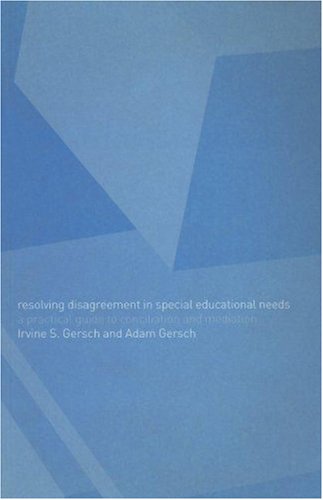 resolving disagreement in special educational needs
a practical guide to conciliation and mediation
Irvine S. Gersch and Adam Gersch